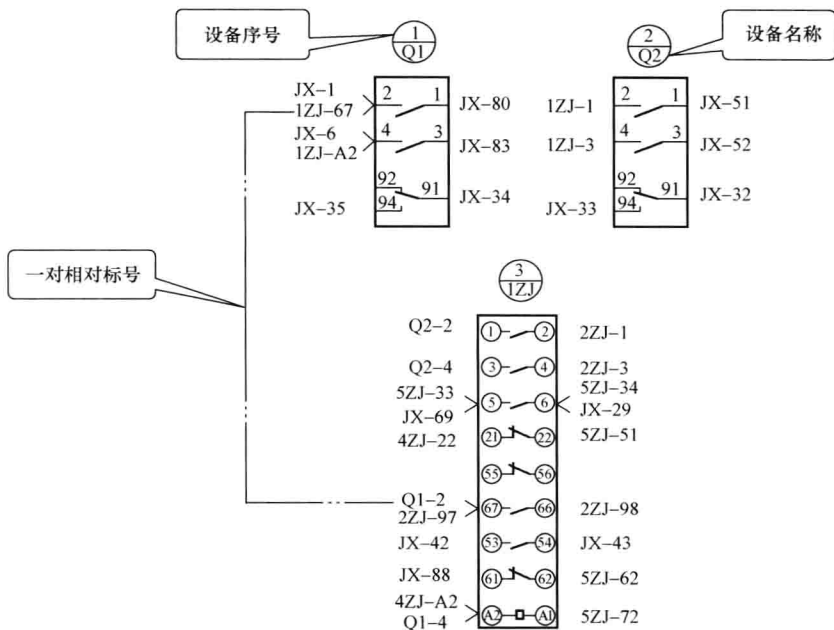 设备序号
1
Q1
2
Q2
设备名称
JX-1
1ZJ-67
2 1
JX-80
JX-6
1ZJ-A2
4 3
JX-83
92
94
91
JX-35
JX-34
1ZJ-1
2 1
JX-51
1ZJ-3
4 3
JX-52
92
94
91
JX-33
JX-32
一对相对标号
3
1ZJ
Q2-2
1 2
2ZJ-1
Q2-4
3 4
2ZJ-3
5ZJ-33
JX-69
5 6
5ZJ-34
JX-29
4ZJ-22
21 22
5ZJ-51
55 56
Q1-2
2ZJ-97
67 66
2ZJ-98
JX-42
53 54
JX-43
JX-88
61 62
5ZJ-62
4ZJ-A2
Q1-4
A2 A1
5ZJ-72